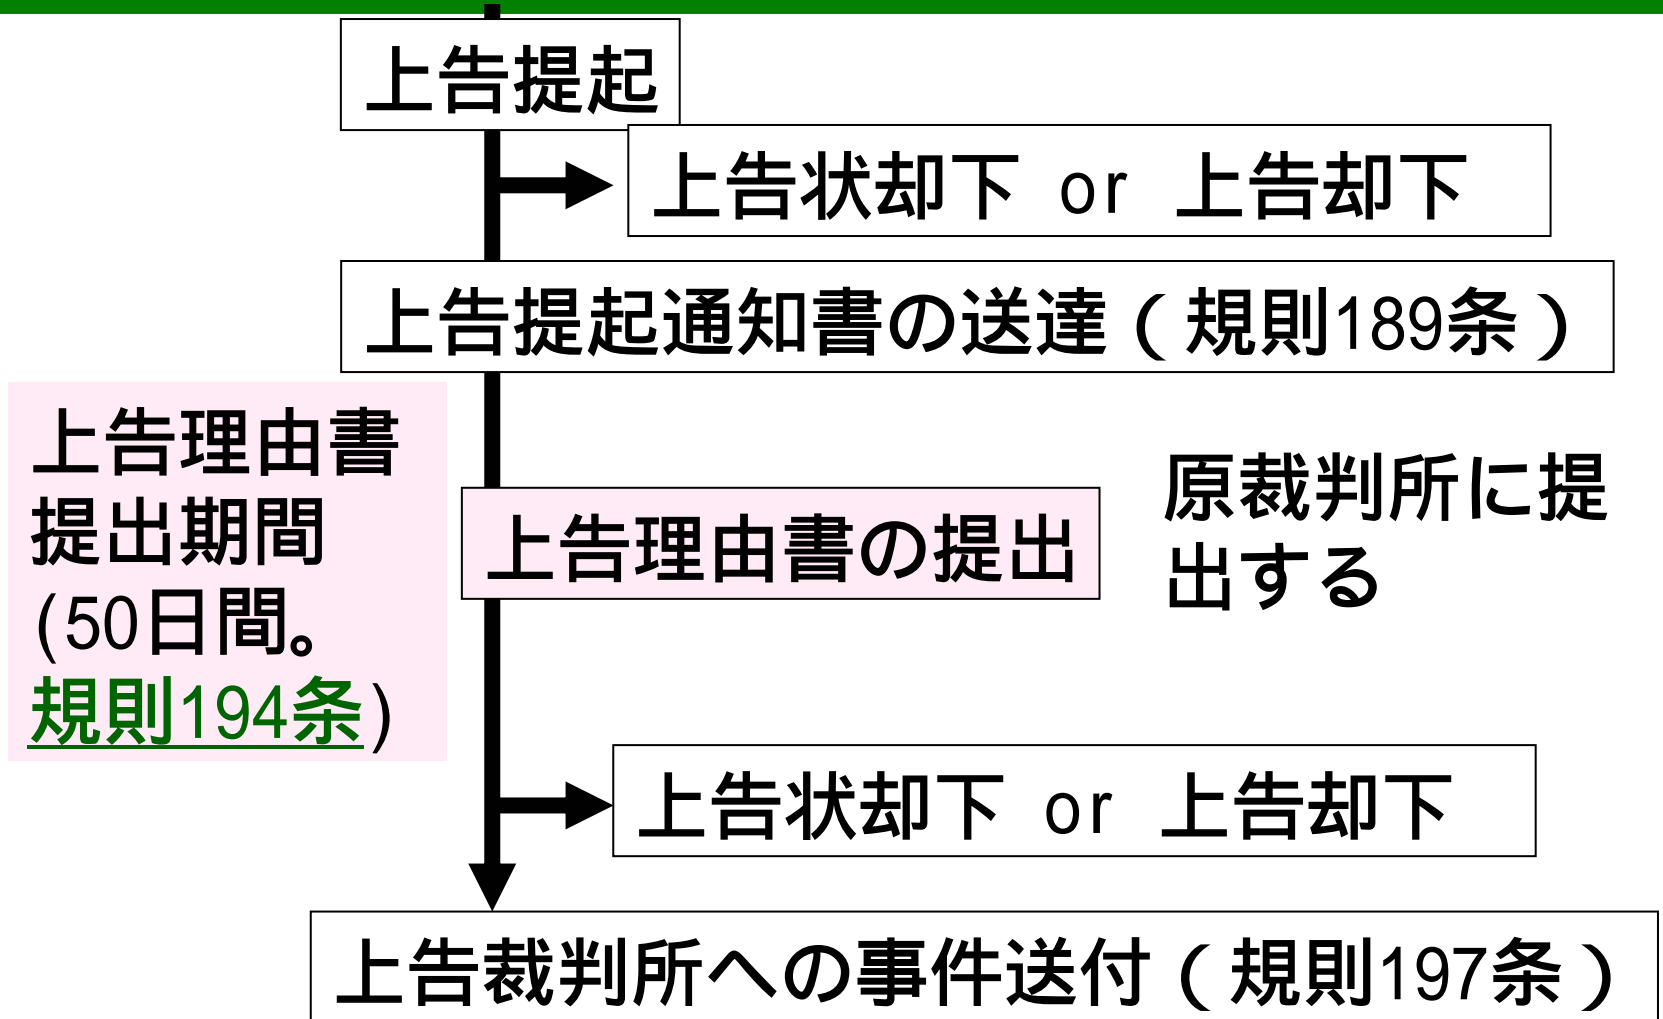 上告提起
上告状却下 or 上告却下
上告提起通知書の送達(規則189条)
上告理由書
提出期間
(50日間。
規則194条)
上告理由書の提出
原裁判所に提
出する
上告状却下 or 上告却下
上告裁判所への事件送付(規則197条)